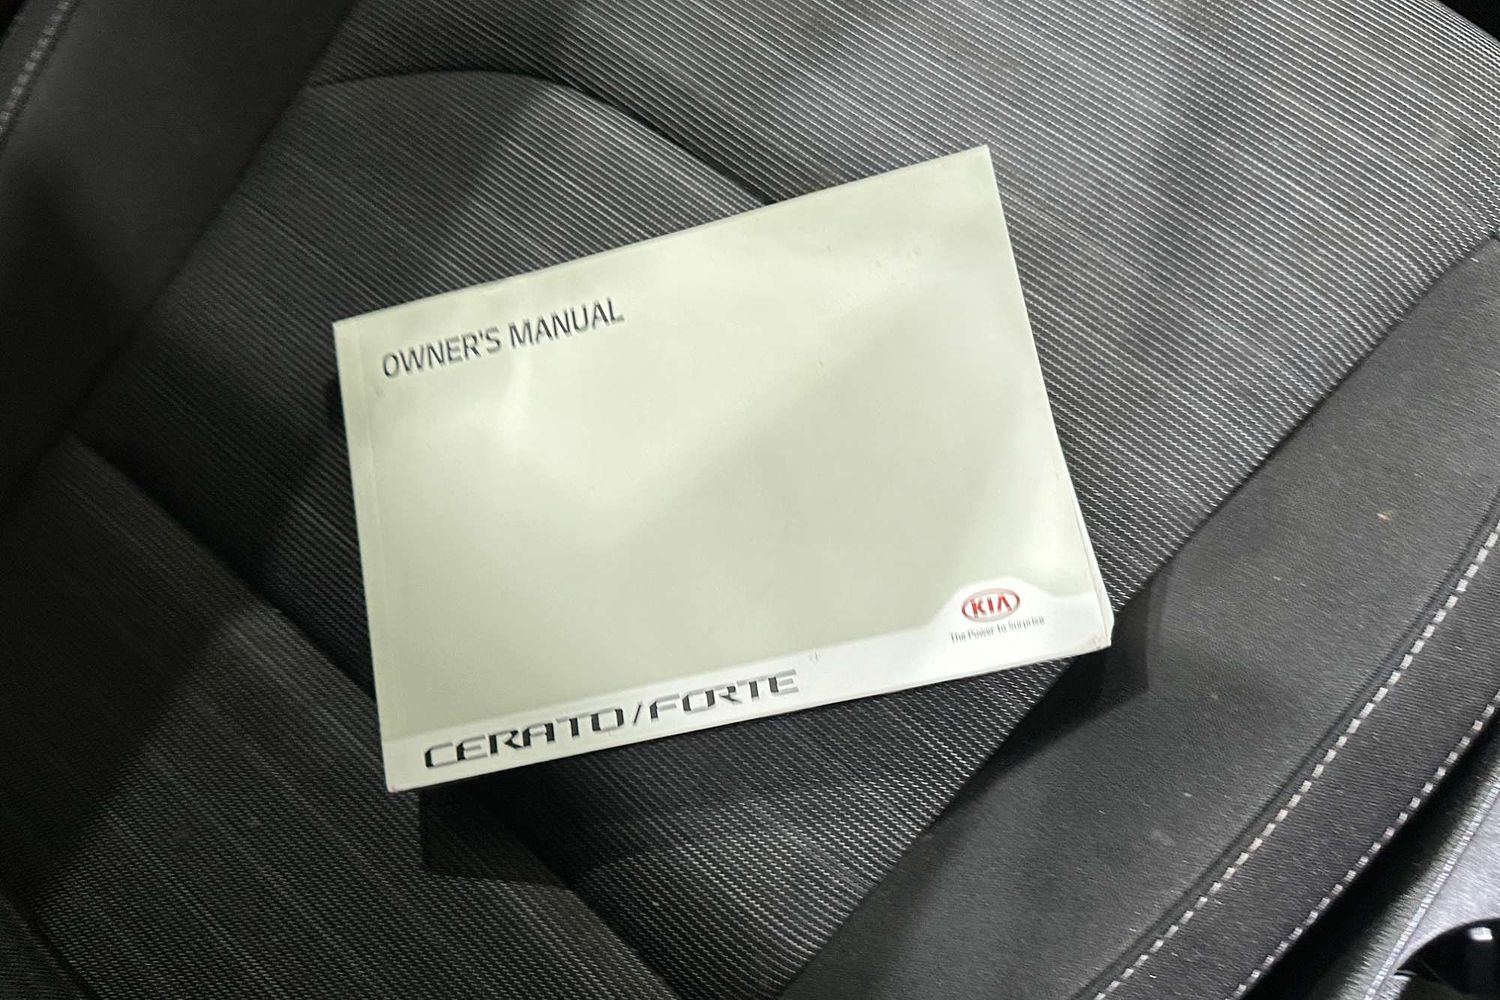 OWNER'S MANUAL
KIA
The Power to Surprise
CERATO/FORTE